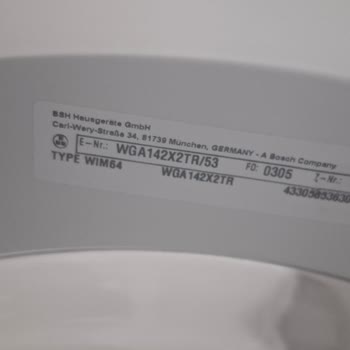 BSH Hausgeräte GmbH
Carl-Wery-Straße 34, 81739 München, GERMANY - A Bosch Company
E-Nr.: WGA142X2TR/53 FD: 0305 Z-Nr.:
TYPE WIM64 WGA142X2TR